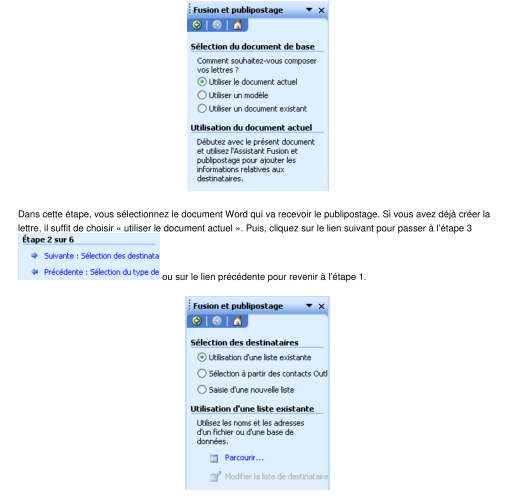 Fusion et publipostage
Sélection du document de base
Comment souhaitez-vous composer
vos lettres ?
Utiliser le document actuel
Utiliser un modèle
Utiliser un document existant
Utilisation du document actuel
Débutez avec le présent document
et utilisez l'Assistant Fusion et
publipostage pour ajouter les
informations relatives aux
destinataires.
Dans cette étape, vous sélectionnez le document Word qui va recevoir le publipostage. Si vous avez déjà créer la
lettre, il suffit de choisir « utiliser le document actuel ». Puis, cliquez sur le lien suivant pour passer à l'étape 3
Étape 2 sur 6
Suivante : Sélection des destinata
Précédente : Sélection du type de
ou sur le lien précédente pour revenir à l'étape 1.
Fusion et publipostage
Sélection des destinataires
Utilisation d'une liste existante
Sélection à partir des contacts Outl
Saisie d'une nouvelle liste
Utilisation d'une liste existante
Utilisez les noms et les adresses
d'un fichier ou d'une base de
données.
Parcourir...
Modifier la liste de destinataire